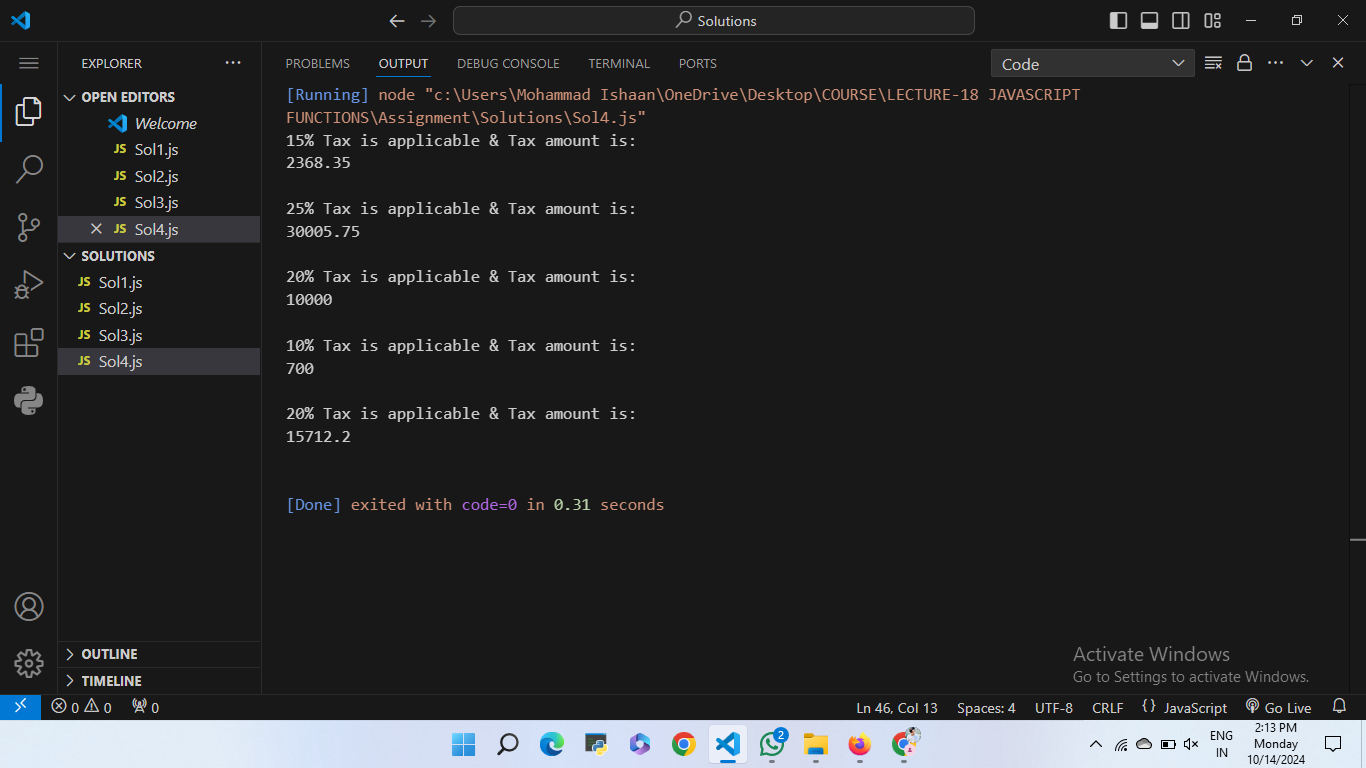 Solutions
EXPLORER
OPEN EDITORS
Welcome
JS Sol1.js
JS Sol2.js
JS Sol3.js
JS Sol4.js
SOLUTIONS
JS Sol1.js
JS Sol2.js
JS Sol3.js
JS Sol4.js
OUTLINE
TIMELINE
PROBLEMS OUTPUT DEBUG CONSOLE TERMINAL PORTS Code
[Running] node "c:\Users\Mohammad Ishaan\OneDrive\Desktop\COURSE\LECTURE-18 JAVASCRIPT
FUNCTIONS\Assignment\Solutions\Sol4.js"
15% Tax is applicable & Tax amount is:
2368.35
25% Tax is applicable & Tax amount is:
30005.75
20% Tax is applicable & Tax amount is:
10000
10% Tax is applicable & Tax amount is:
700
20% Tax is applicable & Tax amount is:
15712.2
[Done] exited with code=0 in 0.31 seconds
Activate Windows
Go to Settings to activate Windows.
0 0 0 Ln 46, Col 13 Spaces: 4 UTF-8 CRLF {} JavaScript Go Live
2
ENG
IN
2:13 PM
Monday
10/14/2024